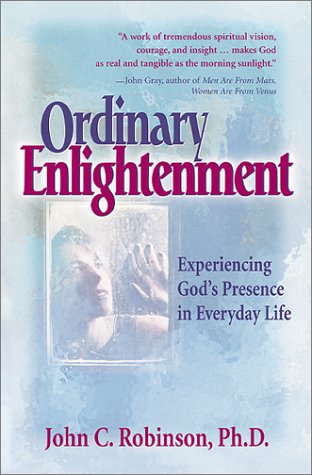 “A work of tremendous spiritual vision,
courage, and insight ... makes God
as real and tangible as the morning sunlight.”
—John Gray, author of Men Are From Mars,
Women Are From Venus
Ordinary
Enlightenment
Experiencing
God’s Presence
in Everyday Life
John C. Robinson, Ph.D.